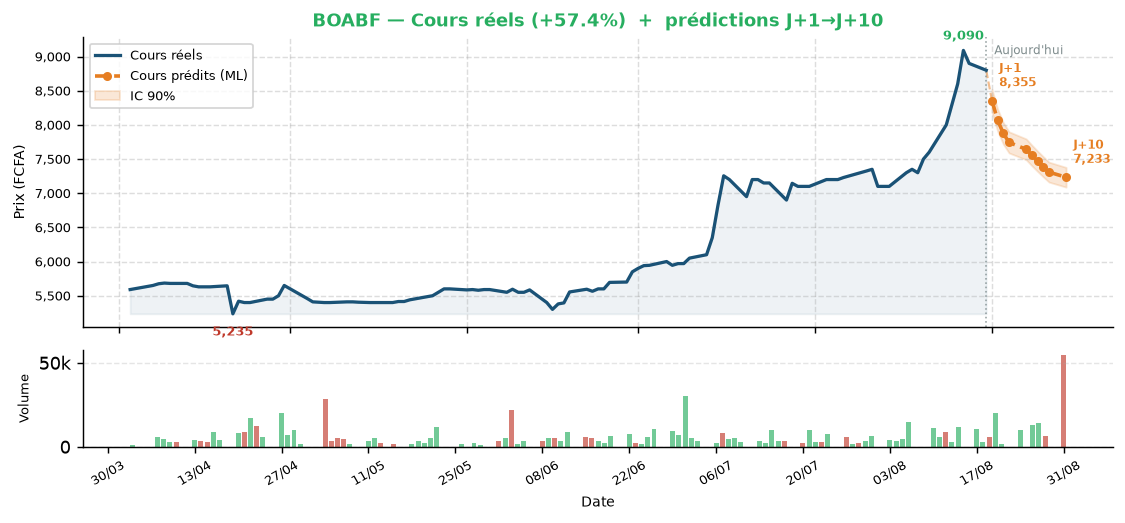 BOABF — Cours réels (+57.4%) + prédictions J+1→J+10
Cours réels
Cours prédits (ML)
IC 90%
9,090
Aujourd'hui
J+1
8,355
J+10
7,233
5,235
Prix (FCFA)
9,000
8,500
8,000
7,500
7,000
6,500
6,000
5,500
Volume
50k
0
30/03
13/04
27/04
11/05
25/05
08/06
22/06
06/07
20/07
03/08
17/08
31/08
Date